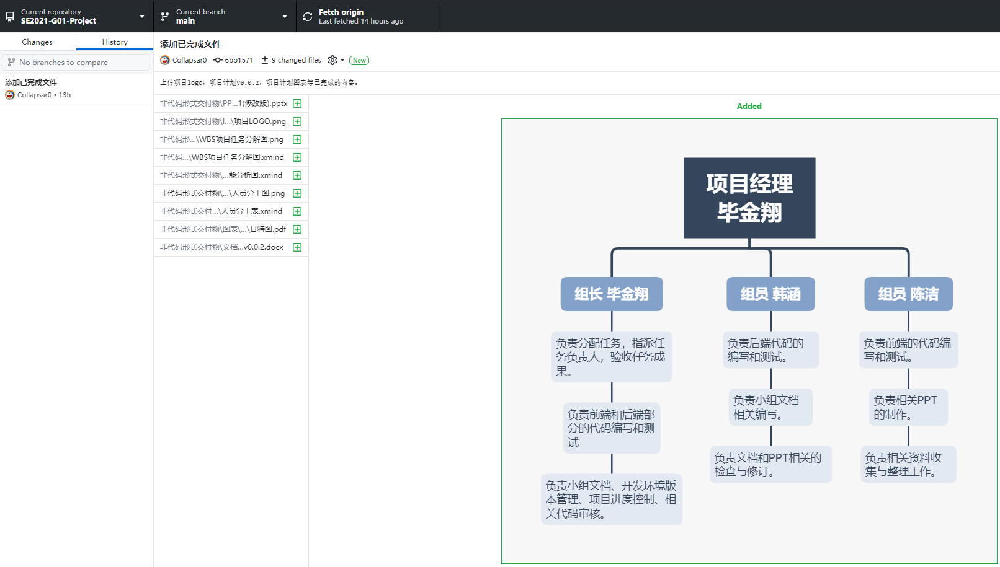 Current repository
SE2021-G01-Project
Current branch
main
Fetch origin
Last fetched 14 hours ago
Changes
History
No branches to compare
添加已完成文件
Collapsar0 • 13h
添加已完成文件
Collapsar0 6bb1571 9 changed files New
上传项目logo，项目计划V0.0.2，项目计划图表等已完成的内容。
非代码形式交付物\PP...1(修改版).pptx
非代码形式交付物\l...\项目LOGO.png
非代码形...\WBS项目任务分解图.png
非代码...\WBS项目任务分解图.xmind
非代码形式交付物\...能分析图.xmind
非代码形式交付物\...\人员分工图.png
非代码形式交付...\人员分工表.xmind
非代码形式交付物\图表\...\甘特图.pdf
非代码形式交付物\文档...v0.0.2.docx
Added
项目经理
毕金翔
组长 毕金翔
负责分配任务，指派任
务负责人，验收任务成
果。
负责前端和后端部
分的代码编写和测
试
负责小组文档、开发环境版
本管理、项目进度控制、相
关代码审核。
组员 韩涵
负责后端代码的
编写和测试。
负责小组文档
相关编写。
负责文档和PPT相关的
检查与修订。
组员 陈洁
负责前端的代码编
写和测试。
负责相关PPT
的制作。
负责相关资料收
集与整理工作。